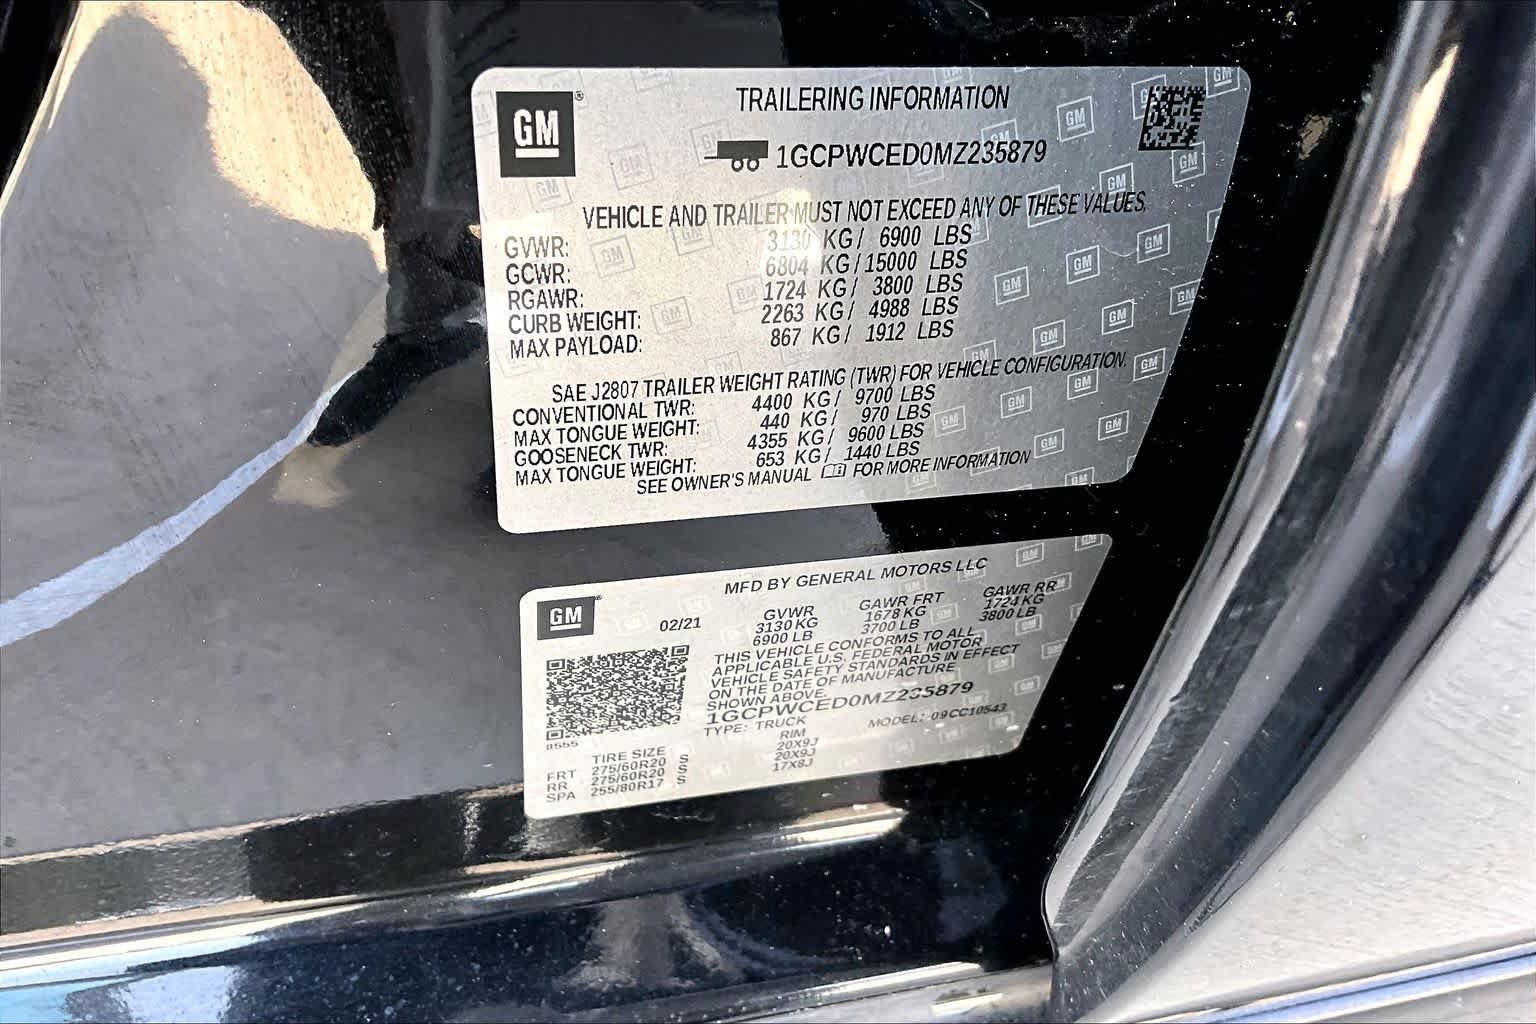 GM
TRAILERING INFORMATION
1GCPWCED0MZ235879
VEHICLE AND TRAILER MUST NOT EXCEED ANY OF THESE VALUES.
GVWR: 3130 KG/ 6900 LBS
GCWR: 6804 KG/ 15000 LBS
RGAWR: 1724 KG/ 3800 LBS
CURB WEIGHT: 2263 KG/ 4988 LBS
MAX PAYLOAD: 867 KG/ 1912 LBS
SAE J2807 TRAILER WEIGHT RATING (TWR) FOR VEHICLE CONFIGURATION.
CONVENTIONAL TWR: 4400 KG/ 9700 LBS
MAX TONGUE WEIGHT: 440 KG/ 970 LBS
GOOSENECK TWR: 4355 KG/ 9600 LBS
MAX TONGUE WEIGHT: 653 KG/ 1440 LBS
SEE OWNER'S MANUAL FOR MORE INFORMATION
GM
MFD BY GENERAL MOTORS LLC
02/21
GVWR GAWR FRT GAWR RR
3130 KG 1678 KG 1724 KG
6900 LB 3700 LB 3800 LB
THIS VEHICLE CONFORMS TO ALL
APPLICABLE U.S. FEDERAL MOTOR
VEHICLE SAFETY STANDARDS IN EFFECT
ON THE DATE OF MANUFACTURE
SHOWN ABOVE.
1GCPWCED0MZ235879
TYPE: TRUCK MODEL: 09CC10543
0555
TIRE SIZE RIM
FRT 275/60R20 S 20X9J
RR 275/60R20 S 20X9J
SPA 255/80R17 S 17X8J